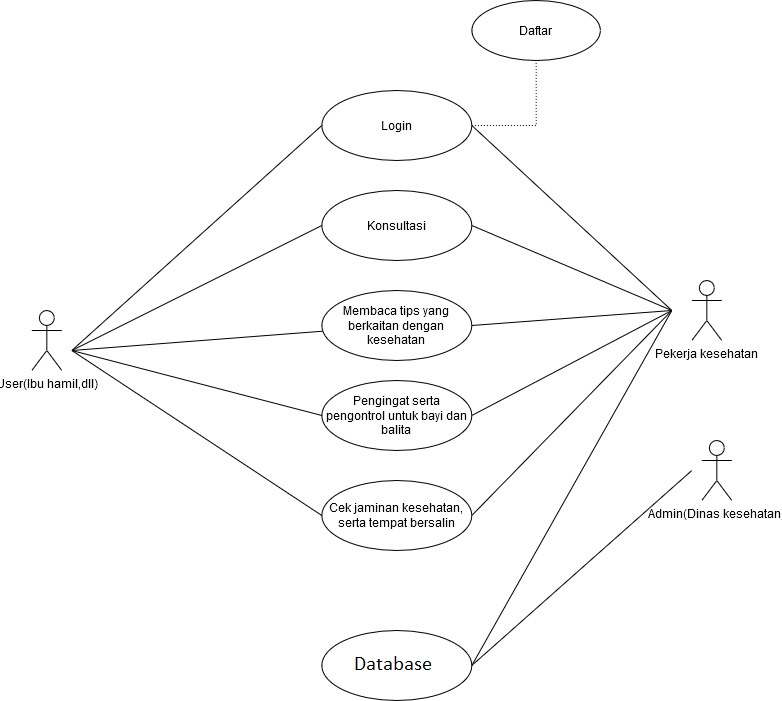 Daftar
Login
Konsultasi
Membaca tips yang
berkaitan dengan
kesehatan
Pekerja kesehatan
User(Ibu hamil,dll)
Pengingat serta
pengontrol untuk bayi dan
balita
Cek jaminan kesehatan,
serta tempat bersalin
Admin(Dinas kesehatan
Database